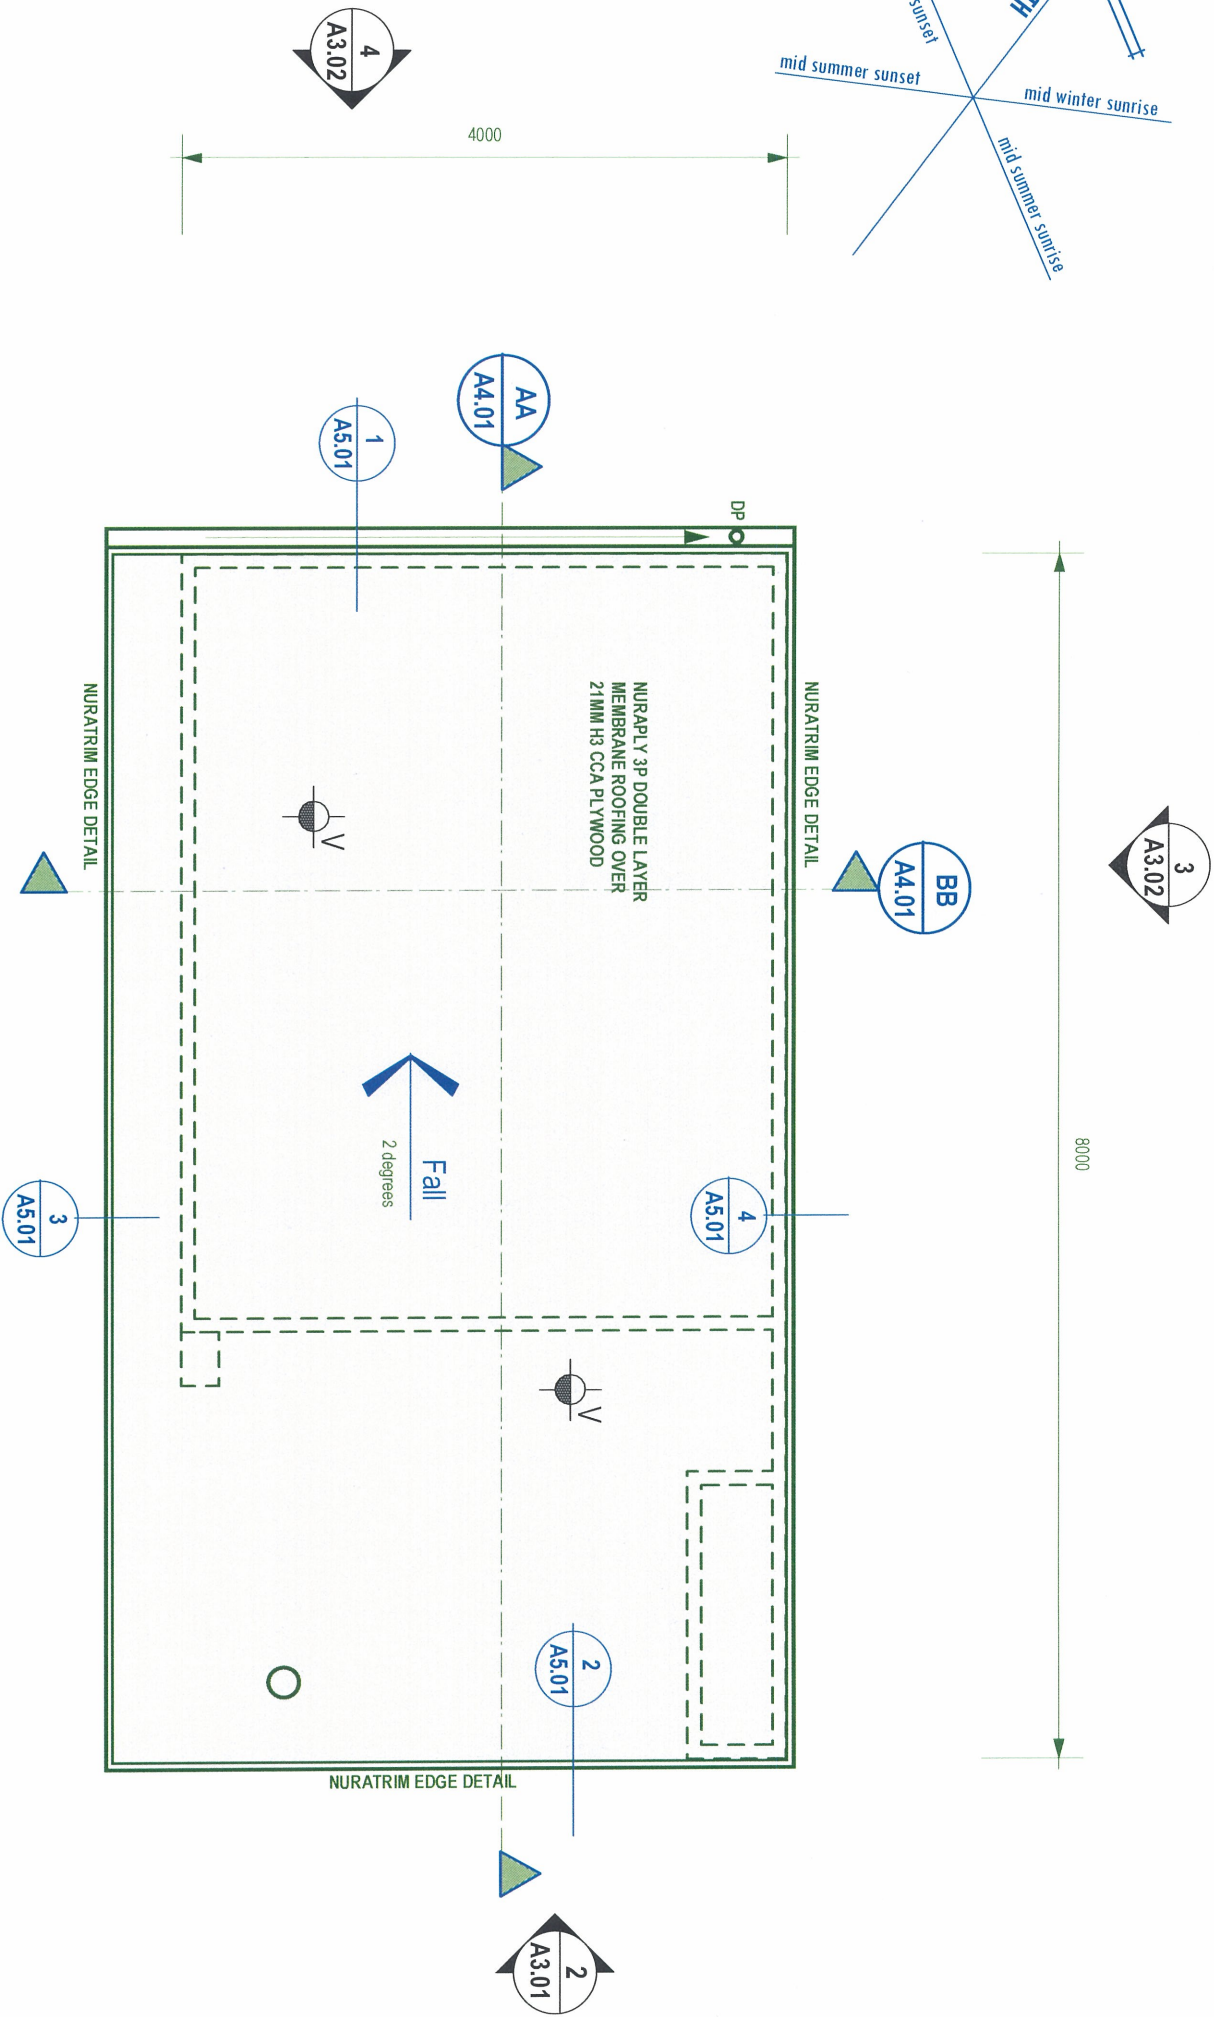 sunset
TH
mid summer sunset
mid winter sunrise
mid summer sunrise
4
A3.02
4000
AA
A4.01
1
A5.01
DP
NURATRIM EDGE DETAIL
NURAPLY 3P DOUBLE LAYER
MEMBRANE ROOFING OVER
21MM H3 CCA PLYWOOD
NURATRIM EDGE DETAIL
V
BB
A4.01
3
A3.02
8000
Fall
2 degrees
3
A5.01
4
A5.01
V
2
A5.01
NURATRIM EDGE DETAIL
2
A3.01